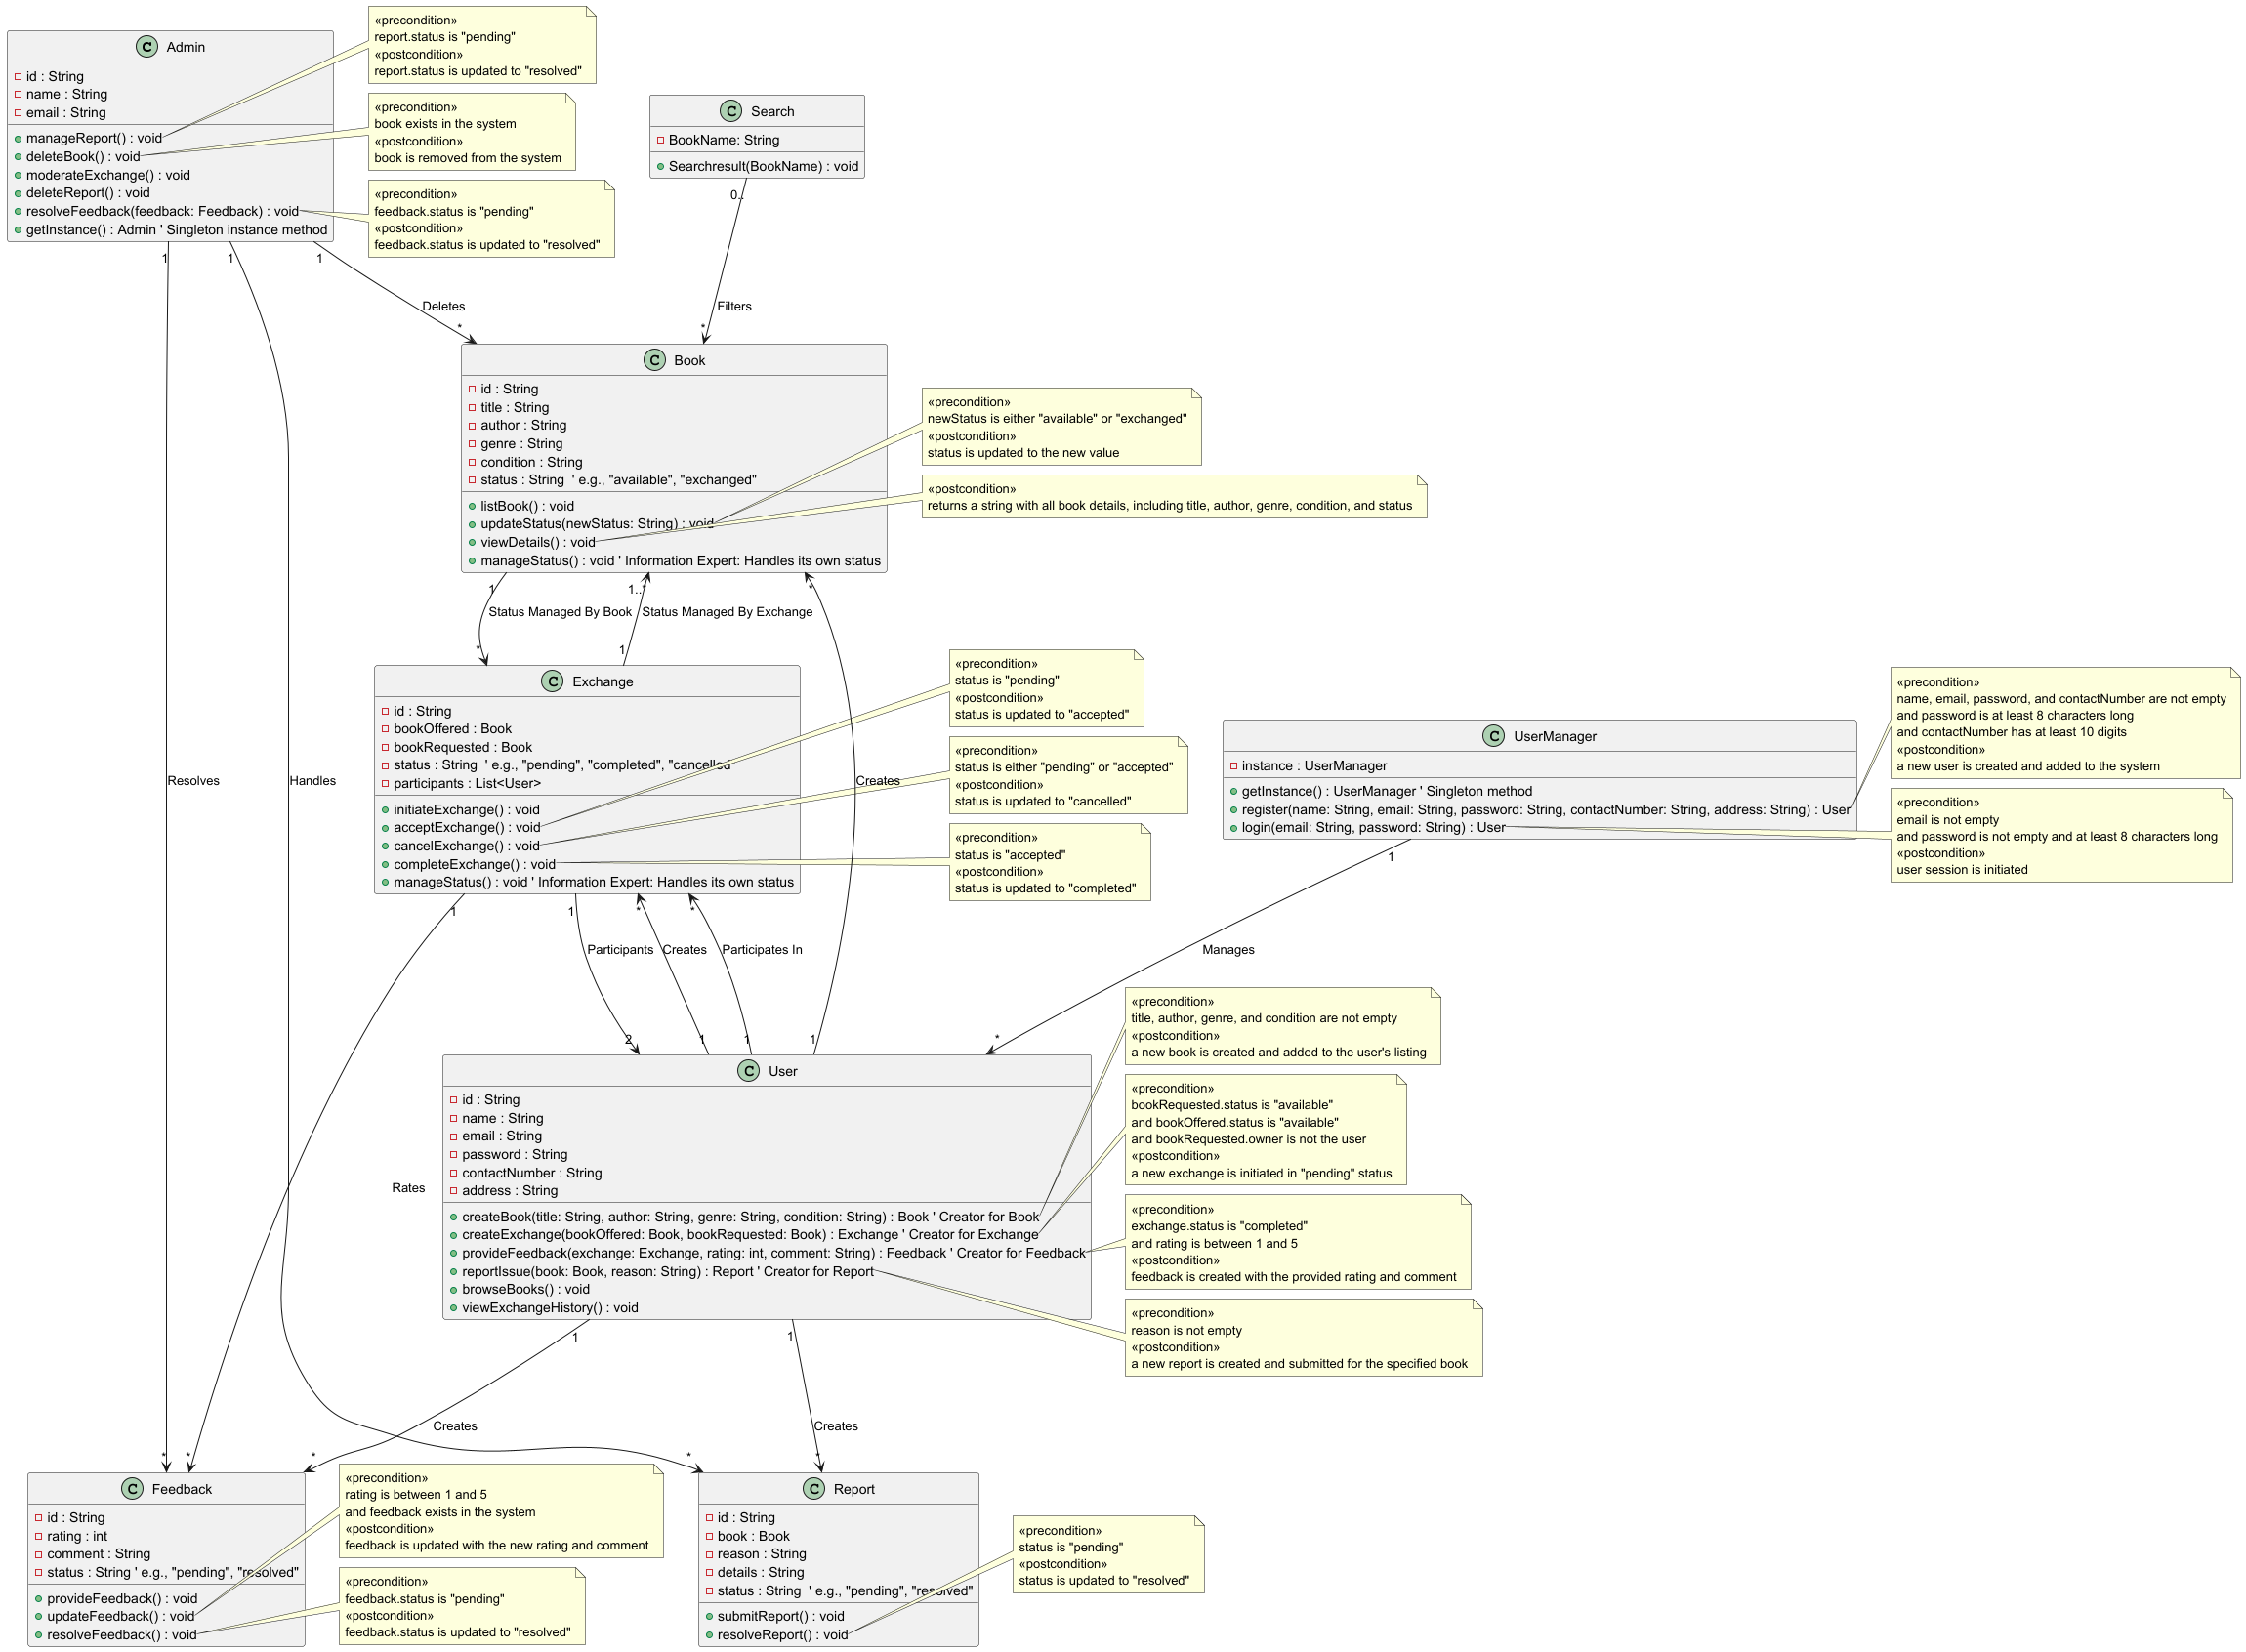 Admin
id : String
name : String
email : String
manageReport() : void
deleteBook() : void
moderateExchange() : void
deleteReport() : void
resolveFeedback(feedback: Feedback) : void
getInstance() : Admin ' Singleton instance method
«precondition»
report.status is "pending"
«postcondition»
report.status is updated to "resolved"
«precondition»
book exists in the system
«postcondition»
book is removed from the system
«precondition»
feedback.status is "pending"
«postcondition»
feedback.status is updated to "resolved"
Search
BookName: String
Searchresult(BookName) : void
1
1
1
0..
Deletes
Filters
*
*
Book
id : String
title : String
author : String
genre : String
condition : String
status : String ' e.g., "available", "exchanged"
listBook() : void
updateStatus(newStatus: String) : void
viewDetails() : void
manageStatus() : void ' Information Expert: Handles its own status
«precondition»
newStatus is either "available" or "exchanged"
«postcondition»
status is updated to the new value
«postcondition»
returns a string with all book details, including title, author, genre, condition, and status
1
1..*
*
Status Managed By Book
Status Managed By Exchange
*
1
Resolves
Handles
Creates
Exchange
id : String
bookOffered : Book
bookRequested : Book
status : String ' e.g., "pending", "completed", "cancelled
participants : List<User>
initiateExchange() : void
acceptExchange() : void
cancelExchange() : void
completeExchange() : void
manageStatus() : void ' Information Expert: Handles its own status
«precondition»
status is "pending"
«postcondition»
status is updated to "accepted"
«precondition»
status is either "pending" or "accepted"
«postcondition»
status is updated to "cancelled"
«precondition»
status is "accepted"
«postcondition»
status is updated to "completed"
UserManager
instance : UserManager
getInstance() : UserManager ' Singleton method
register(name: String, email: String, password: String, contactNumber: String, address: String) : User
login(email: String, password: String) : User
«precondition»
name, email, password, and contactNumber are not empty
and password is at least 8 characters long
and contactNumber has at least 10 digits
«postcondition»
a new user is created and added to the system
«precondition»
email is not empty
and password is not empty and at least 8 characters long
«postcondition»
user session is initiated
1
1
*
*
1
Participants
Creates
Participates In
Manages
2
1
1
1
*
User
id : String
name : String
email : String
password : String
contactNumber : String
address : String
createBook(title: String, author: String, genre: String, condition: String) : Book ' Creator for Book
createExchange(bookOffered: Book, bookRequested: Book) : Exchange ' Creator for Exchange
provideFeedback(exchange: Exchange, rating: int, comment: String) : Feedback ' Creator for Feedback
reportIssue(book: Book, reason: String) : Report ' Creator for Report
browseBooks() : void
viewExchangeHistory() : void
«precondition»
title, author, genre, and condition are not empty
«postcondition»
a new book is created and added to the user's listing
«precondition»
bookRequested.status is "available"
and bookOffered.status is "available"
and bookRequested.owner is not the user
«postcondition»
a new exchange is initiated in "pending" status
«precondition»
exchange.status is "completed"
and rating is between 1 and 5
«postcondition»
feedback is created with the provided rating and comment
«precondition»
reason is not empty
«postcondition»
a new report is created and submitted for the specified book
Rates
1
1
Creates
Creates
*
*
*
*
*
Feedback
id : String
rating : int
comment : String
status : String ' e.g., "pending", "resolved"
provideFeedback() : void
updateFeedback() : void
resolveFeedback() : void
«precondition»
rating is between 1 and 5
and feedback exists in the system
«postcondition»
feedback is updated with the new rating and comment
«precondition»
feedback.status is "pending"
«postcondition»
feedback.status is updated to "resolved"
Report
id : String
book : Book
reason : String
details : String
status : String ' e.g., "pending", "resolved"
submitReport() : void
resolveReport() : void
«precondition»
status is "pending"
«postcondition»
status is updated to "resolved"